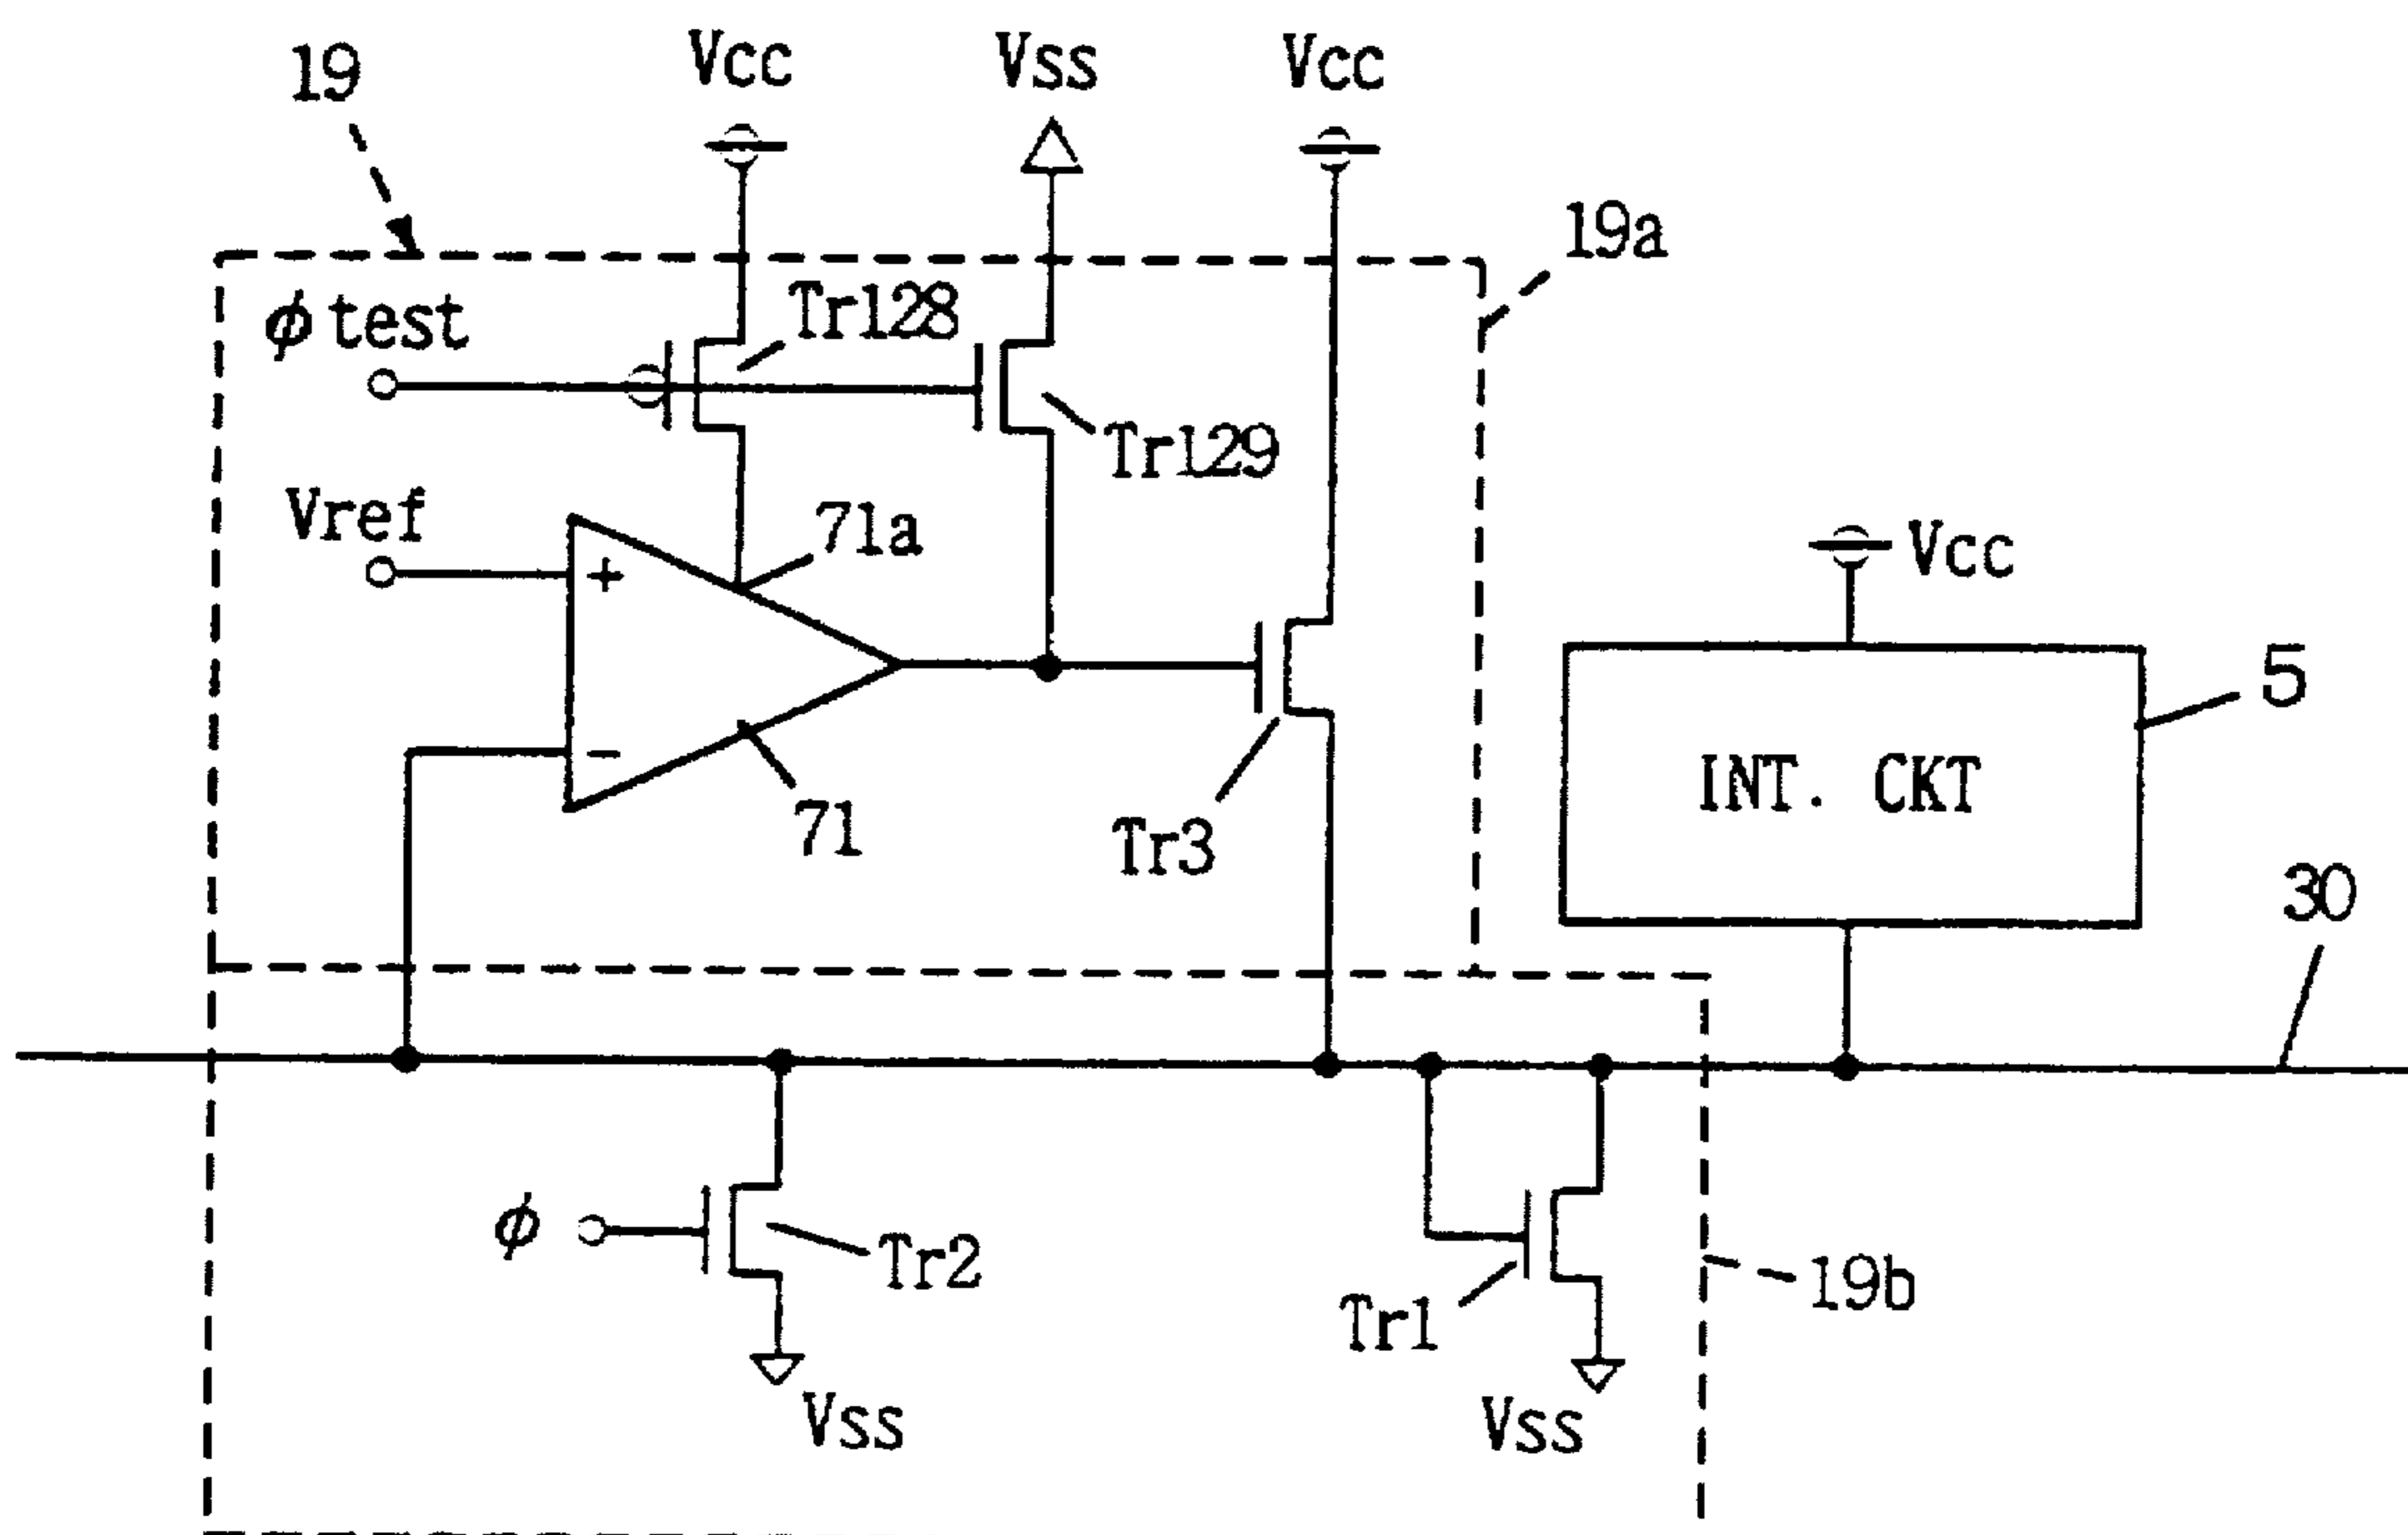 19
Vcc
Vss
Vcc
19a
φ test
Tr128
Tr129
Vref
+
71a
Vcc
5
INT. CKT
-
71
Tr3
30
φ
Tr2
Tr1
19b
Vss
Vss